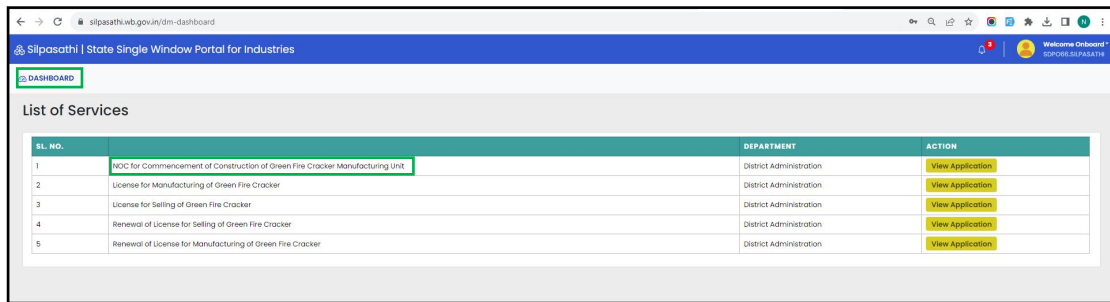 silpasathi.wb.gov.in/dm-dashboard
N
Silpasathi | State Single Window Portal for Industries
3
Welcome Onboard
SDPO66.SILPASATHI
DASHBOARD
List of Services
SL. NO. DEPARTMENT ACTION
1 NOC for Commencement of Construction of Green Fire Cracker Manufacturing Unit District Administration View Application
2 License for Manufacturing of Green Fire Cracker District Administration View Application
3 License for Selling of Green Fire Cracker District Administration View Application
4 Renewal of License for Selling of Green Fire Cracker District Administration View Application
5 Renewal of License for Manufacturing of Green Fire Cracker District Administration View Application